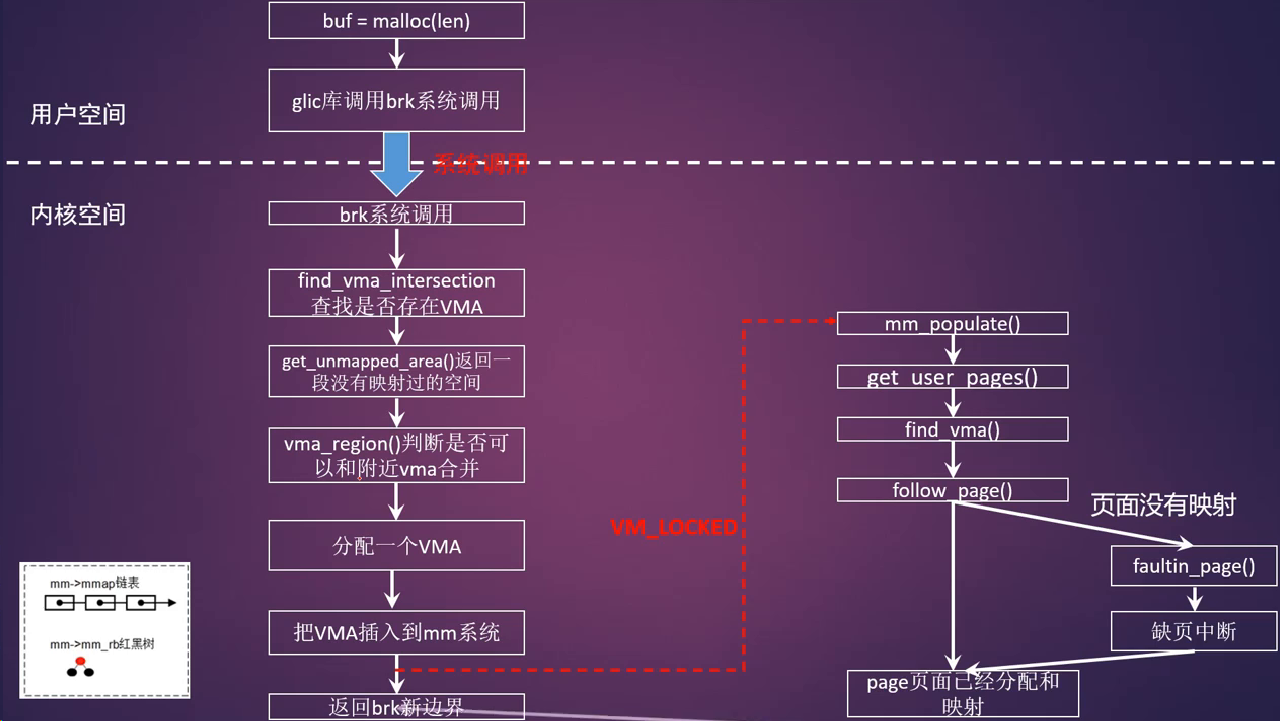 buf = malloc(len)
glic库调用brk系统调用
用户空间
系统调用
内核空间
brk系统调用
find_vma_intersection
查找是否存在VMA
get_unmapped_area()返回一
段没有映射过的空间
vma_region()判断是否可
以和附近vma合并
分配一个VMA
把VMA插入到mm系统
返回brk新边界
VM_LOCKED
mm_populate()
get_user_pages()
find_vma()
follow_page()
页面没有映射
faultin_page()
缺页中断
page页面已经分配和
映射
mm->mmap链表
mm->mm_rb红黑树